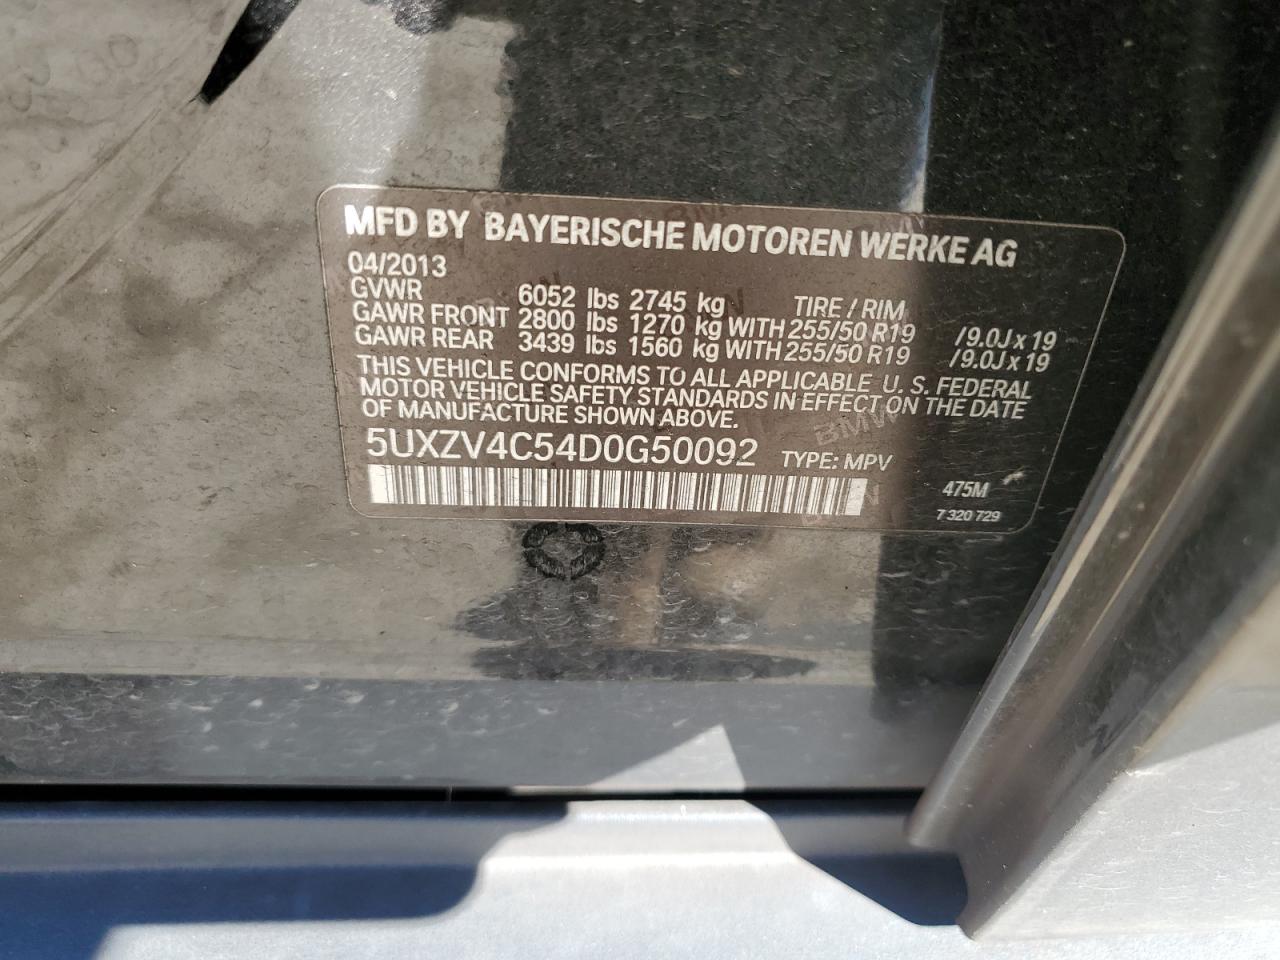 MFD BY BAYERISCHE MOTOREN WERKE AG
04/2013
GVWR 6052 lbs 2745 kg TIRE / RIM
GAWR FRONT 2800 lbs 1270 kg WITH 255/50 R19 /9.0J x 19
GAWR REAR 3439 lbs 1560 kg WITH 255/50 R19 /9.0J x 19
THIS VEHICLE CONFORMS TO ALL APPLICABLE U. S. FEDERAL
MOTOR VEHICLE SAFETY STANDARDS IN EFFECT ON THE DATE
OF MANUFACTURE SHOWN ABOVE.
5UXZV4C54D0G50092 TYPE: MPV
475M
7 320 729